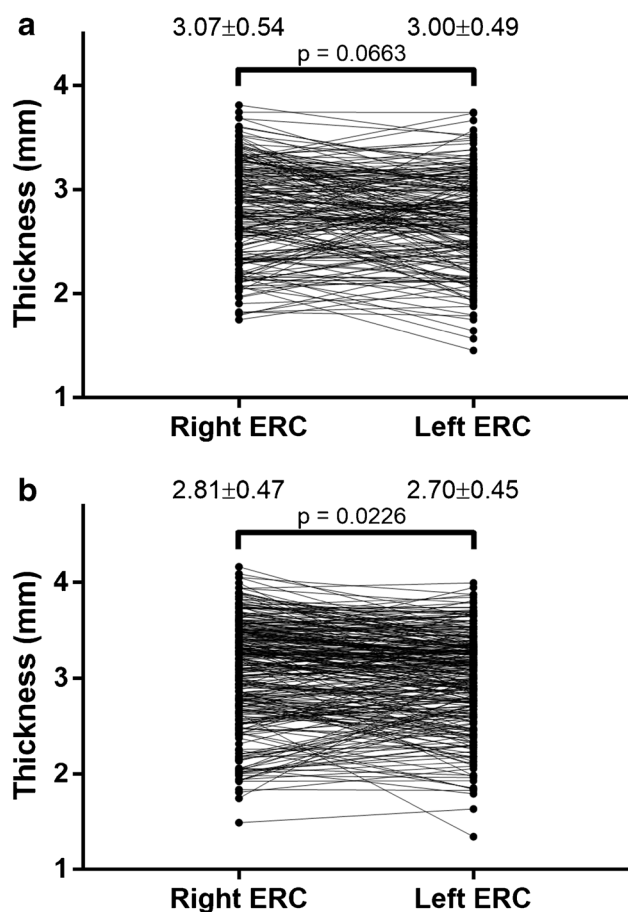 a
3.07±0.54 3.00±0.49
p = 0.0663
Thickness (mm)
4
3
2
1
Right ERC Left ERC
b
2.81±0.47 2.70±0.45
p = 0.0226
Thickness (mm)
4
3
2
1
Right ERC Left ERC